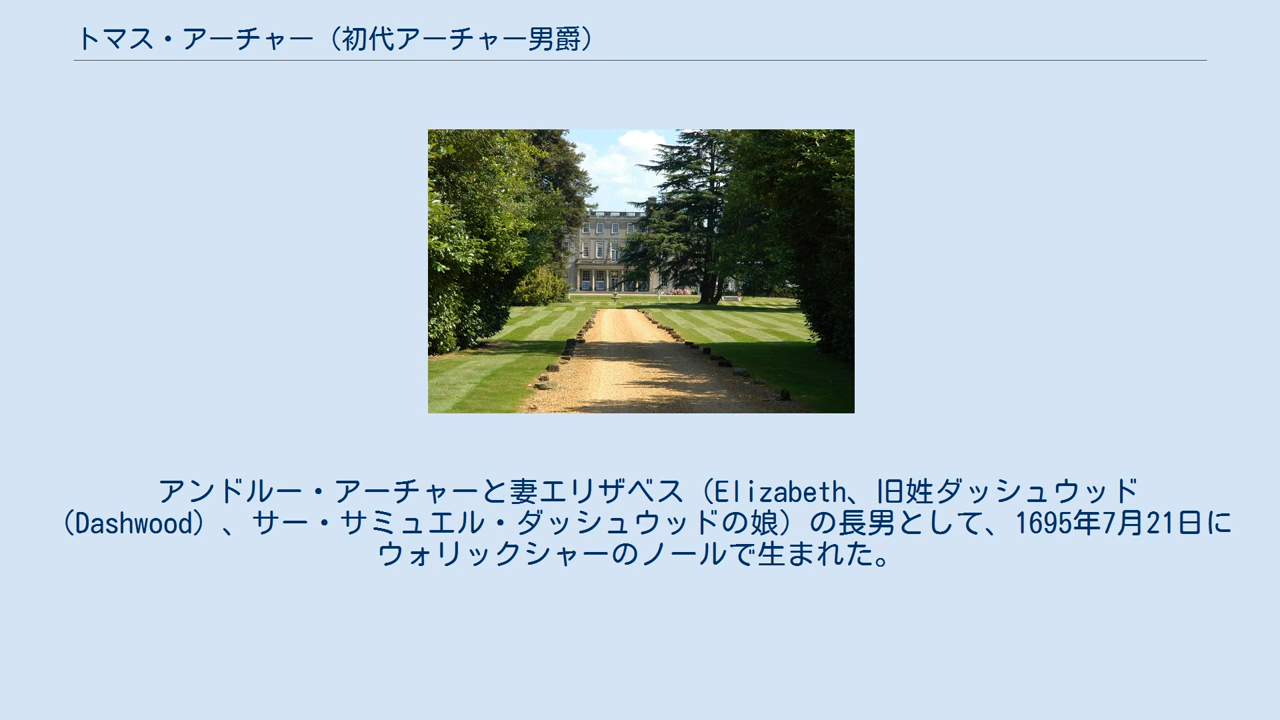 トマス・アーチャー（初代アーチャー男爵）
アンドルー・アーチャーと妻エリザベス（Elizabeth、旧姓ダッシュウッド
（Dashwood）、サー・サミュエル・ダッシュウッドの娘）の長男として、1695年7月21日に
ウォリックシャーのノールで生まれた。